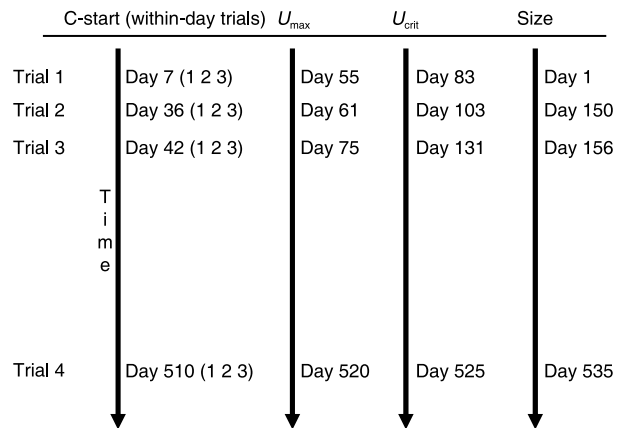 C-start (within-day trials) Umax Ucrit Size
Trial 1 Day 7 (1 2 3) Day 55 Day 83 Day 1
Trial 2 Day 36 (1 2 3) Day 61 Day 103 Day 150
Trial 3 Day 42 (1 2 3) Day 75 Day 131 Day 156
Time
Trial 4 Day 510 (1 2 3) Day 520 Day 525 Day 535